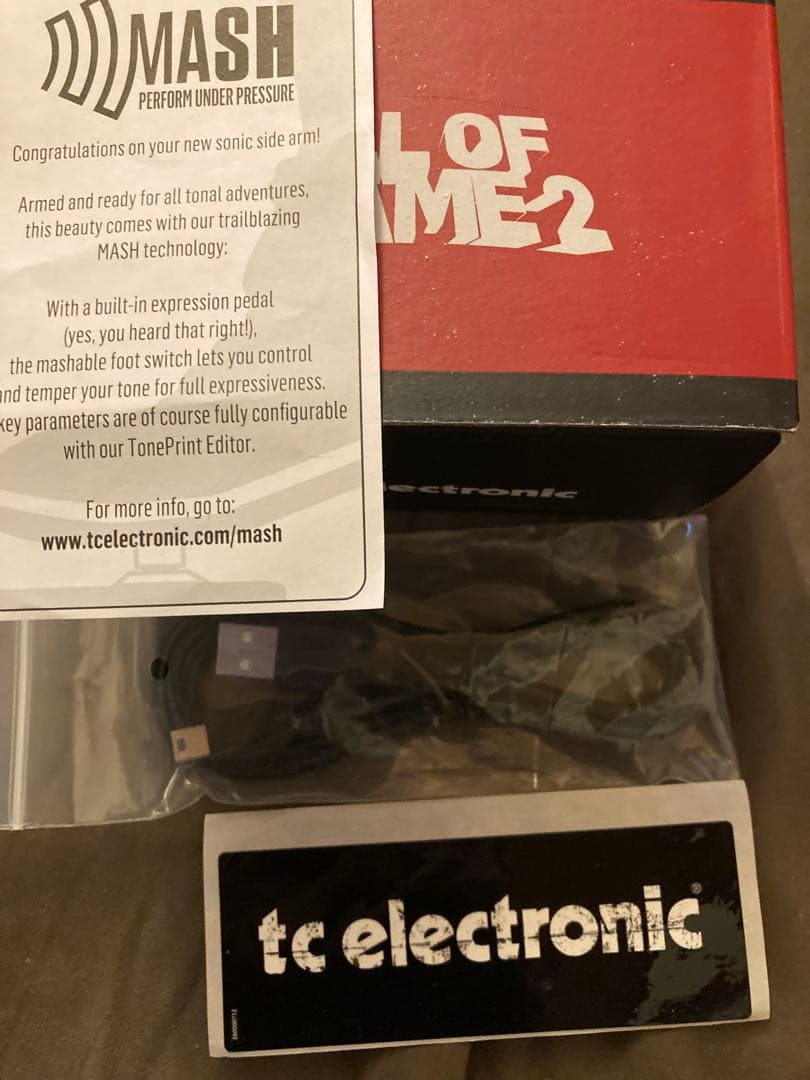 MASH
PERFORM UNDER PRESSURE
Congratulations on your new sonic side arm!
Armed and ready for all tonal adventures,
this beauty comes with our trailblazing
MASH technology:
With a built-in expression pedal
(yes, you heard that right!),
the mashable foot switch lets you control
nd temper your tone for full expressiveness.
key parameters are of course fully configurable
with our TonePrint Editor.
For more info, go to:
www.tcelectronic.com/mash
L OF
AME 2
electronic
tc electronic®